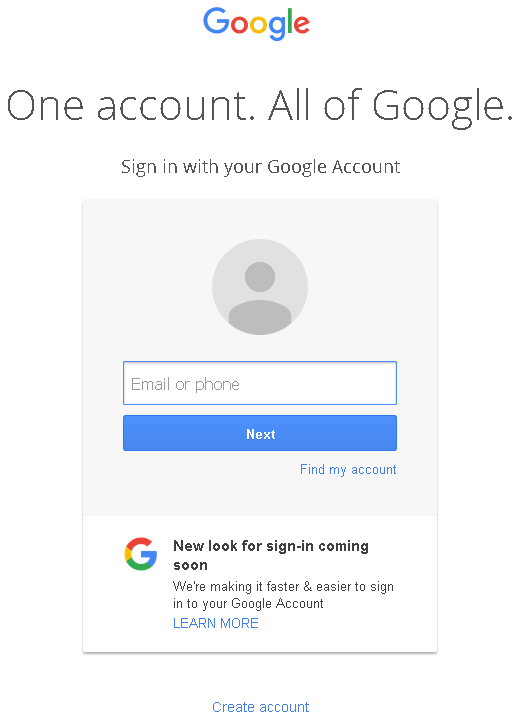 Google
One account. All of Google.
Sign in with your Google Account
Email or phone
Next
Find my account
New look for sign-in coming
soon
We're making it faster & easier to sign
in to your Google Account
LEARN MORE
Create account